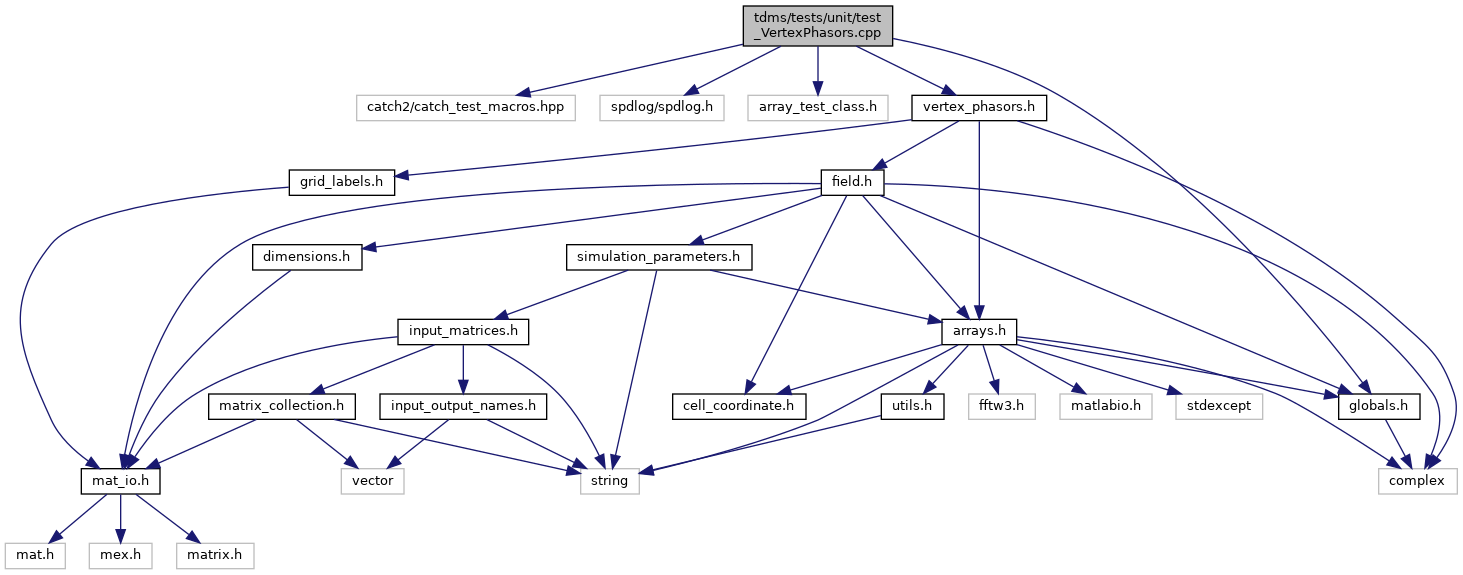 tdms/tests/unit/test
_VertexPhasors.cpp
catch2/catch_test_macros.hpp
spdlog/spdlog.h
array_test_class.h
vertex_phasors.h
grid_labels.h
field.h
dimensions.h
simulation_parameters.h
input_matrices.h
arrays.h
matrix_collection.h
input_output_names.h
cell_coordinate.h
utils.h
fftw3.h
matlabio.h
stdexcept
globals.h
mat_io.h
vector
string
complex
mat.h
mex.h
matrix.h